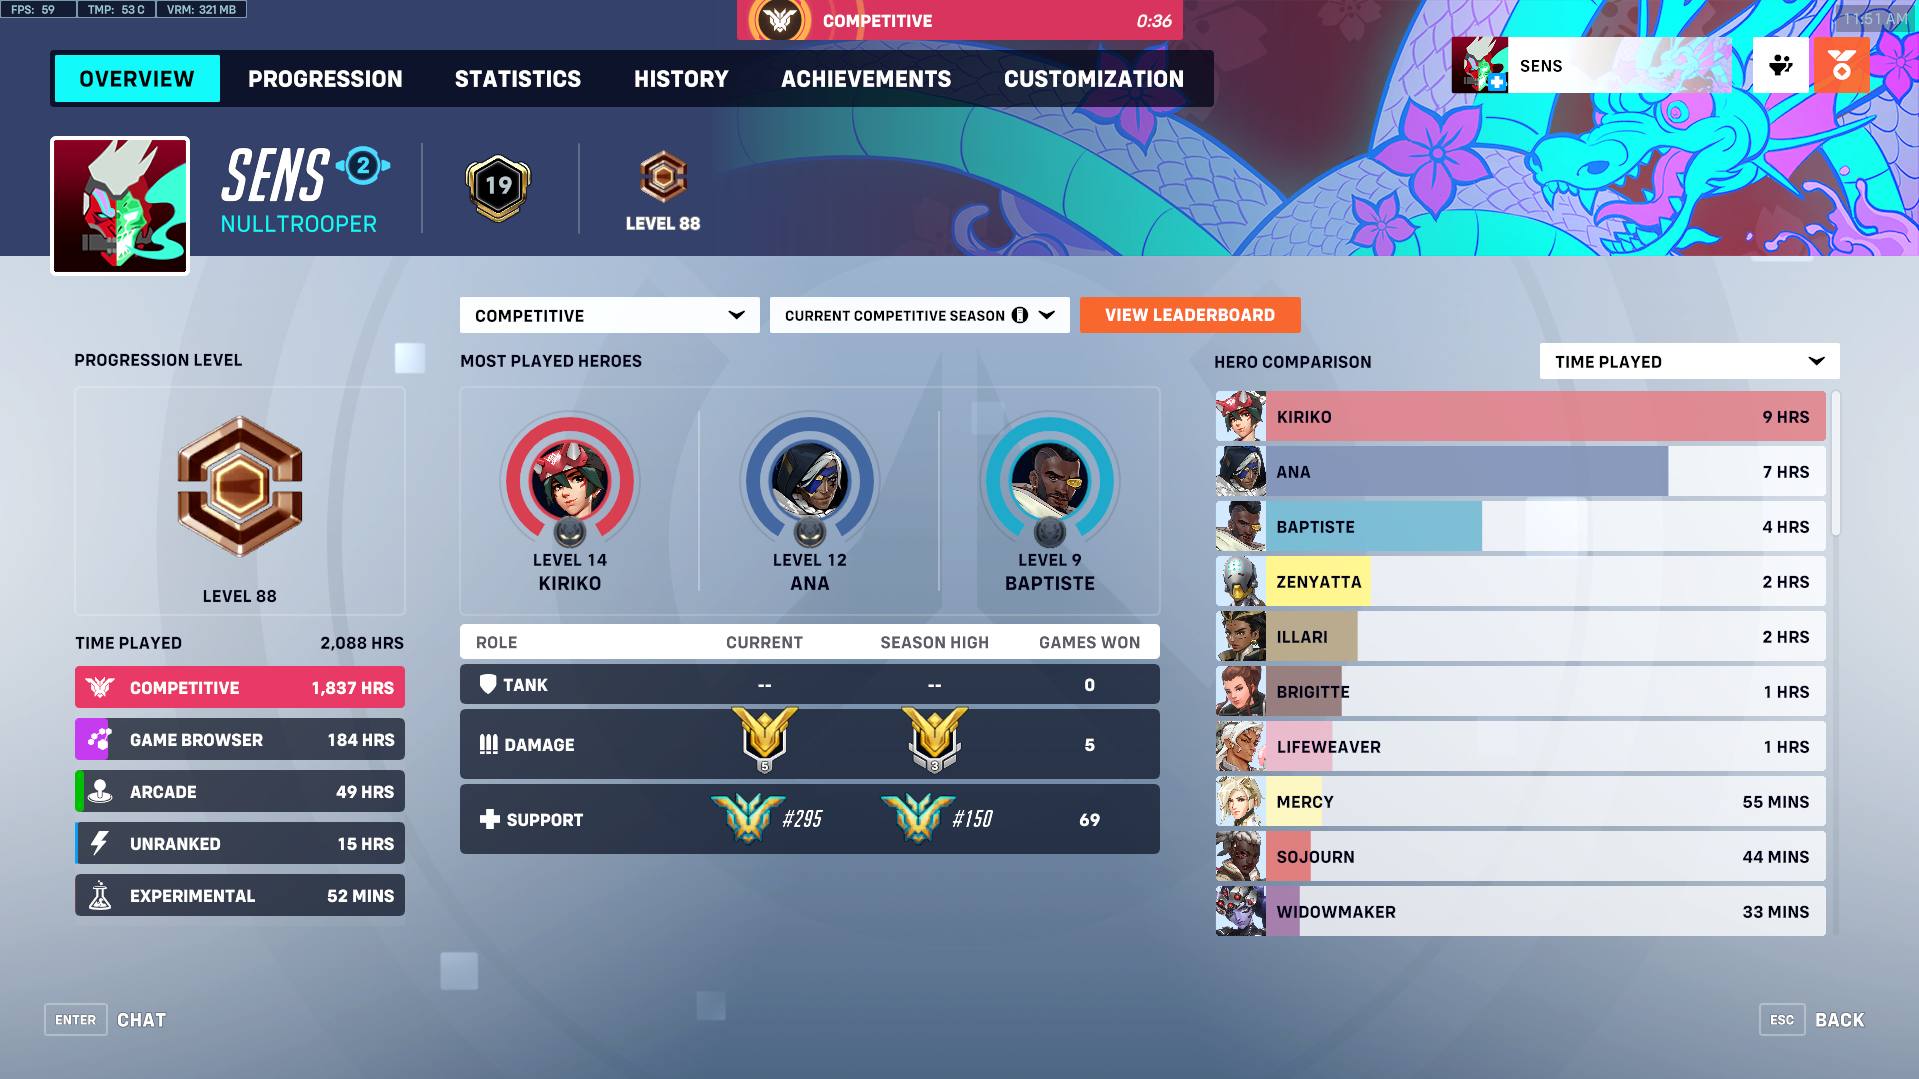 FPS: 59 TMP: 53 C VRM: 321 MB
COMPETITIVE 0:36
11:51 AM
OVERVIEW PROGRESSION STATISTICS HISTORY ACHIEVEMENTS CUSTOMIZATION
SENS
SENS 2
NULLTROOPER
19
LEVEL 88
COMPETITIVE
CURRENT COMPETITIVE SEASON
VIEW LEADERBOARD
PROGRESSION LEVEL
LEVEL 88
TIME PLAYED 2,088 HRS
COMPETITIVE 1,837 HRS
GAME BROWSER 184 HRS
ARCADE 49 HRS
UNRANKED 15 HRS
EXPERIMENTAL 52 MINS
MOST PLAYED HEROES
LEVEL 14
KIRIKO
LEVEL 12
ANA
LEVEL 9
BAPTISTE
ROLE CURRENT SEASON HIGH GAMES WON
TANK -- -- 0
DAMAGE 5 3 5
SUPPORT #295 #150 69
HERO COMPARISON
TIME PLAYED
KIRIKO 9 HRS
ANA 7 HRS
BAPTISTE 4 HRS
ZENYATTA 2 HRS
ILLARI 2 HRS
BRIGITTE 1 HRS
LIFEWEAVER 1 HRS
MERCY 55 MINS
SOJOURN 44 MINS
WIDOWMAKER 33 MINS
ENTER CHAT
ESC BACK